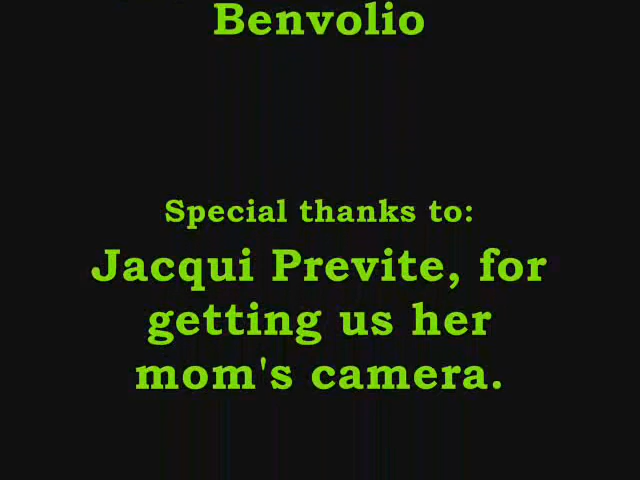 Benvolio
Special thanks to:
Jacqui Previte, for
getting us her
mom's camera.